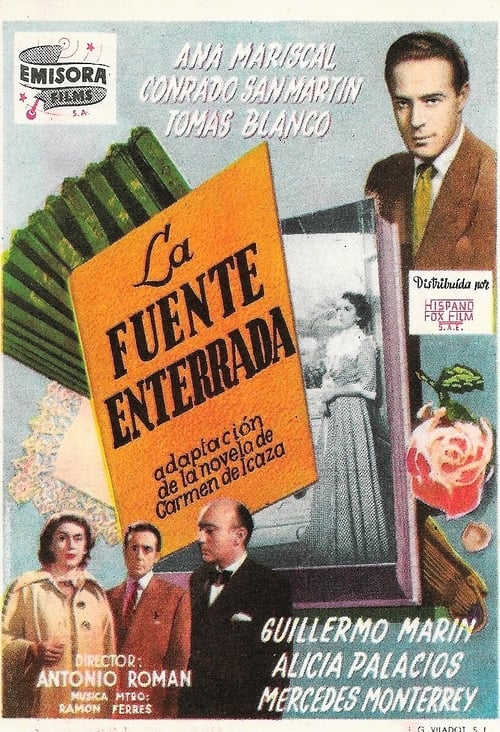 EMISORA
FILMS
S.A.
ANA MARISCAL
CONRADO SAN MARTIN
TOMAS BLANCO
Distribuída por
HISPANO
FOX FILM
S.A.E.
La
FUENTE
ENTERRADA
adaptación
de la novela de
Carmen de Icaza
GUILLERMO MARIN
ALICIA PALACIOS
MERCEDES MONTERREY
DIRECTOR:
ANTONIO ROMAN
MUSICA MTRO:
RAMON FERRES
I. G. VILADOT. S. L.